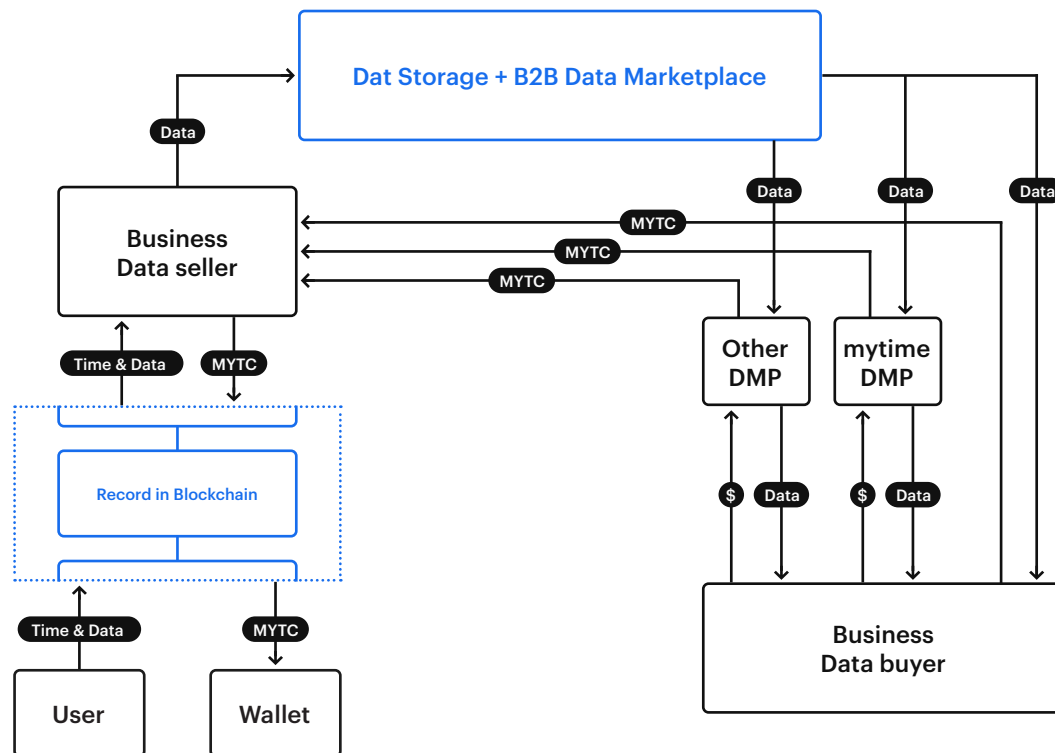 Dat Storage + B2B Data Marketplace
Data
Data
Data
Data
Business
Data seller
MYTC
MYTC
MYTC
Time & Data
MYTC
Other
DMP
mytime
DMP
Record in Blockchain
$
Data
$
Data
Time & Data
MYTC
Business
Data buyer
User
Wallet